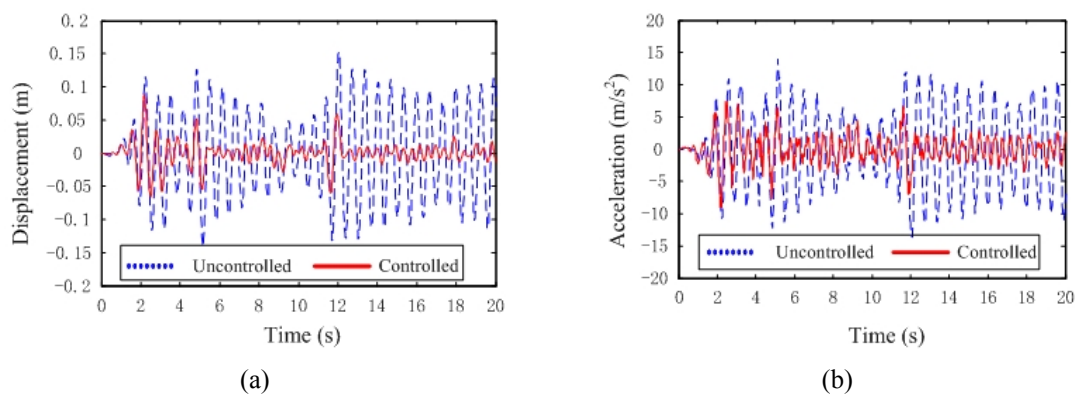 0.2
0.15
0.1
0.05
0
-0.05
-0.1
-0.15
-0.2
Displacement (m)
Uncontrolled Controlled
0 2 4 6 8 10 12 14 16 18 20
Time (s)
(a)
20
15
10
5
0
-5
-10
-15
-20
Acceleration (m/s²)
Uncontrolled Controlled
0 2 4 6 8 10 12 14 16 18 20
Time (s)
(b)